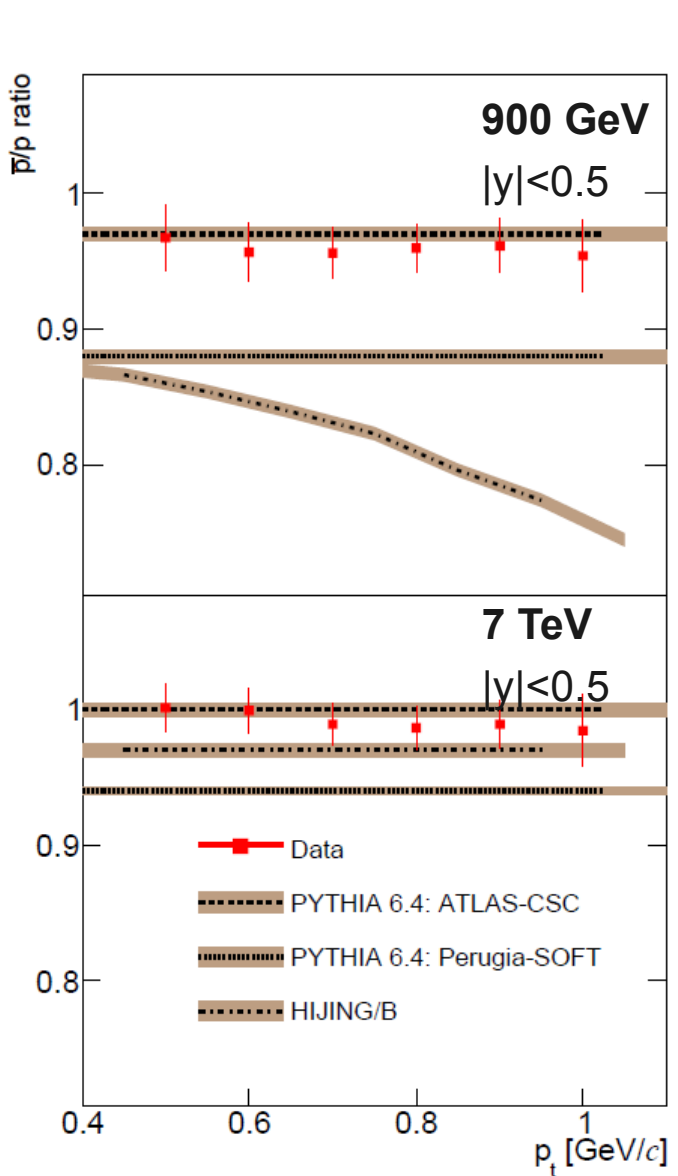 p̅/p ratio
900 GeV
|y|<0.5
1
0.9
0.8
7 TeV
|y|<0.5
1
0.9
Data
PYTHIA 6.4: ATLAS-CSC
PYTHIA 6.4: Perugia-SOFT
0.8
HIJING/B
0.4 0.6 0.8 1
pₜ [GeV/c]